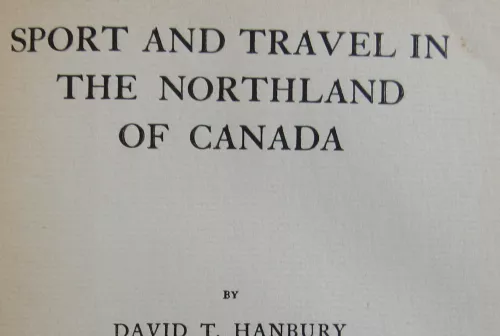 SPORT AND TRAVEL IN
THE NORTHLAND
OF CANADA
BY
DAVID T. HANBURY